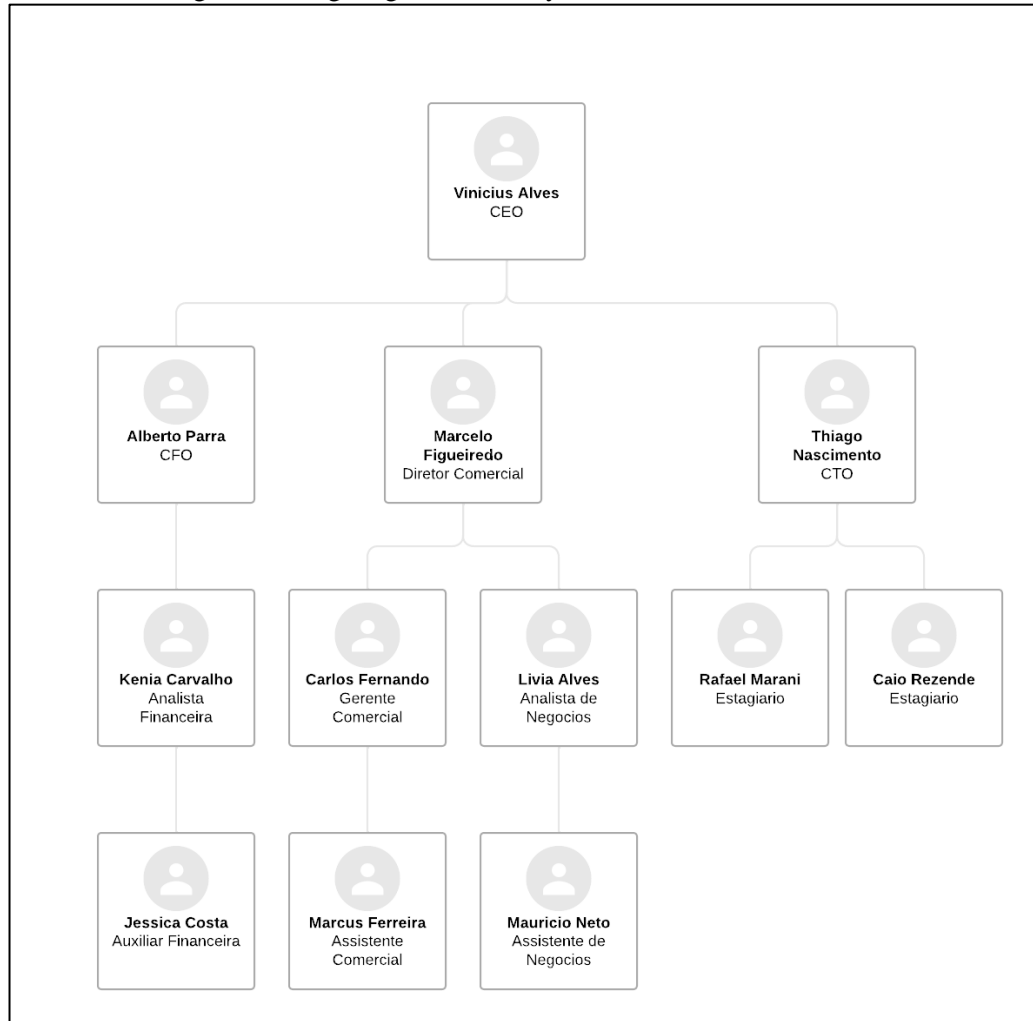 Vinicius Alves
CEO
Alberto Parra
CFO
Marcelo
Figueiredo
Diretor Comercial
Thiago
Nascimento
CTO
Kenia Carvalho
Analista
Financeira
Carlos Fernando
Gerente
Comercial
Livia Alves
Analista de
Negocios
Rafael Marani
Estagiario
Caio Rezende
Estagiario
Jessica Costa
Auxiliar Financeira
Marcus Ferreira
Assistente
Comercial
Mauricio Neto
Assistente de
Negocios